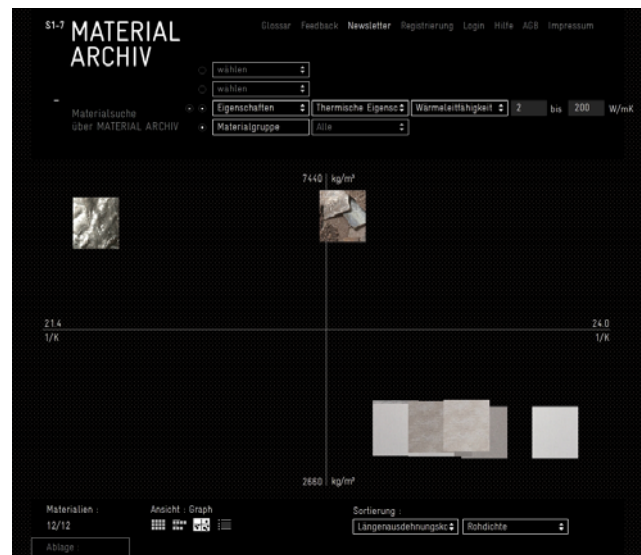 S1-7 MATERIAL ARCHIV
Glossar Feedback Newsletter Registrierung Login Hilfe AGB Impressum
wählen
wählen
Materialsuche
über MATERIAL ARCHIV
Eigenschaften Thermische Eigensc Wärmeleitfähigkeit 2 bis 200 W/mK
Materialgruppe Alle
7440 kg/m³
21.4
1/K
24.0
1/K
2660 kg/m³
Materialien :
12/12
Ansicht : Graph
Sortierung :
Längenausdehnungskc Rohdichte
Ablage :